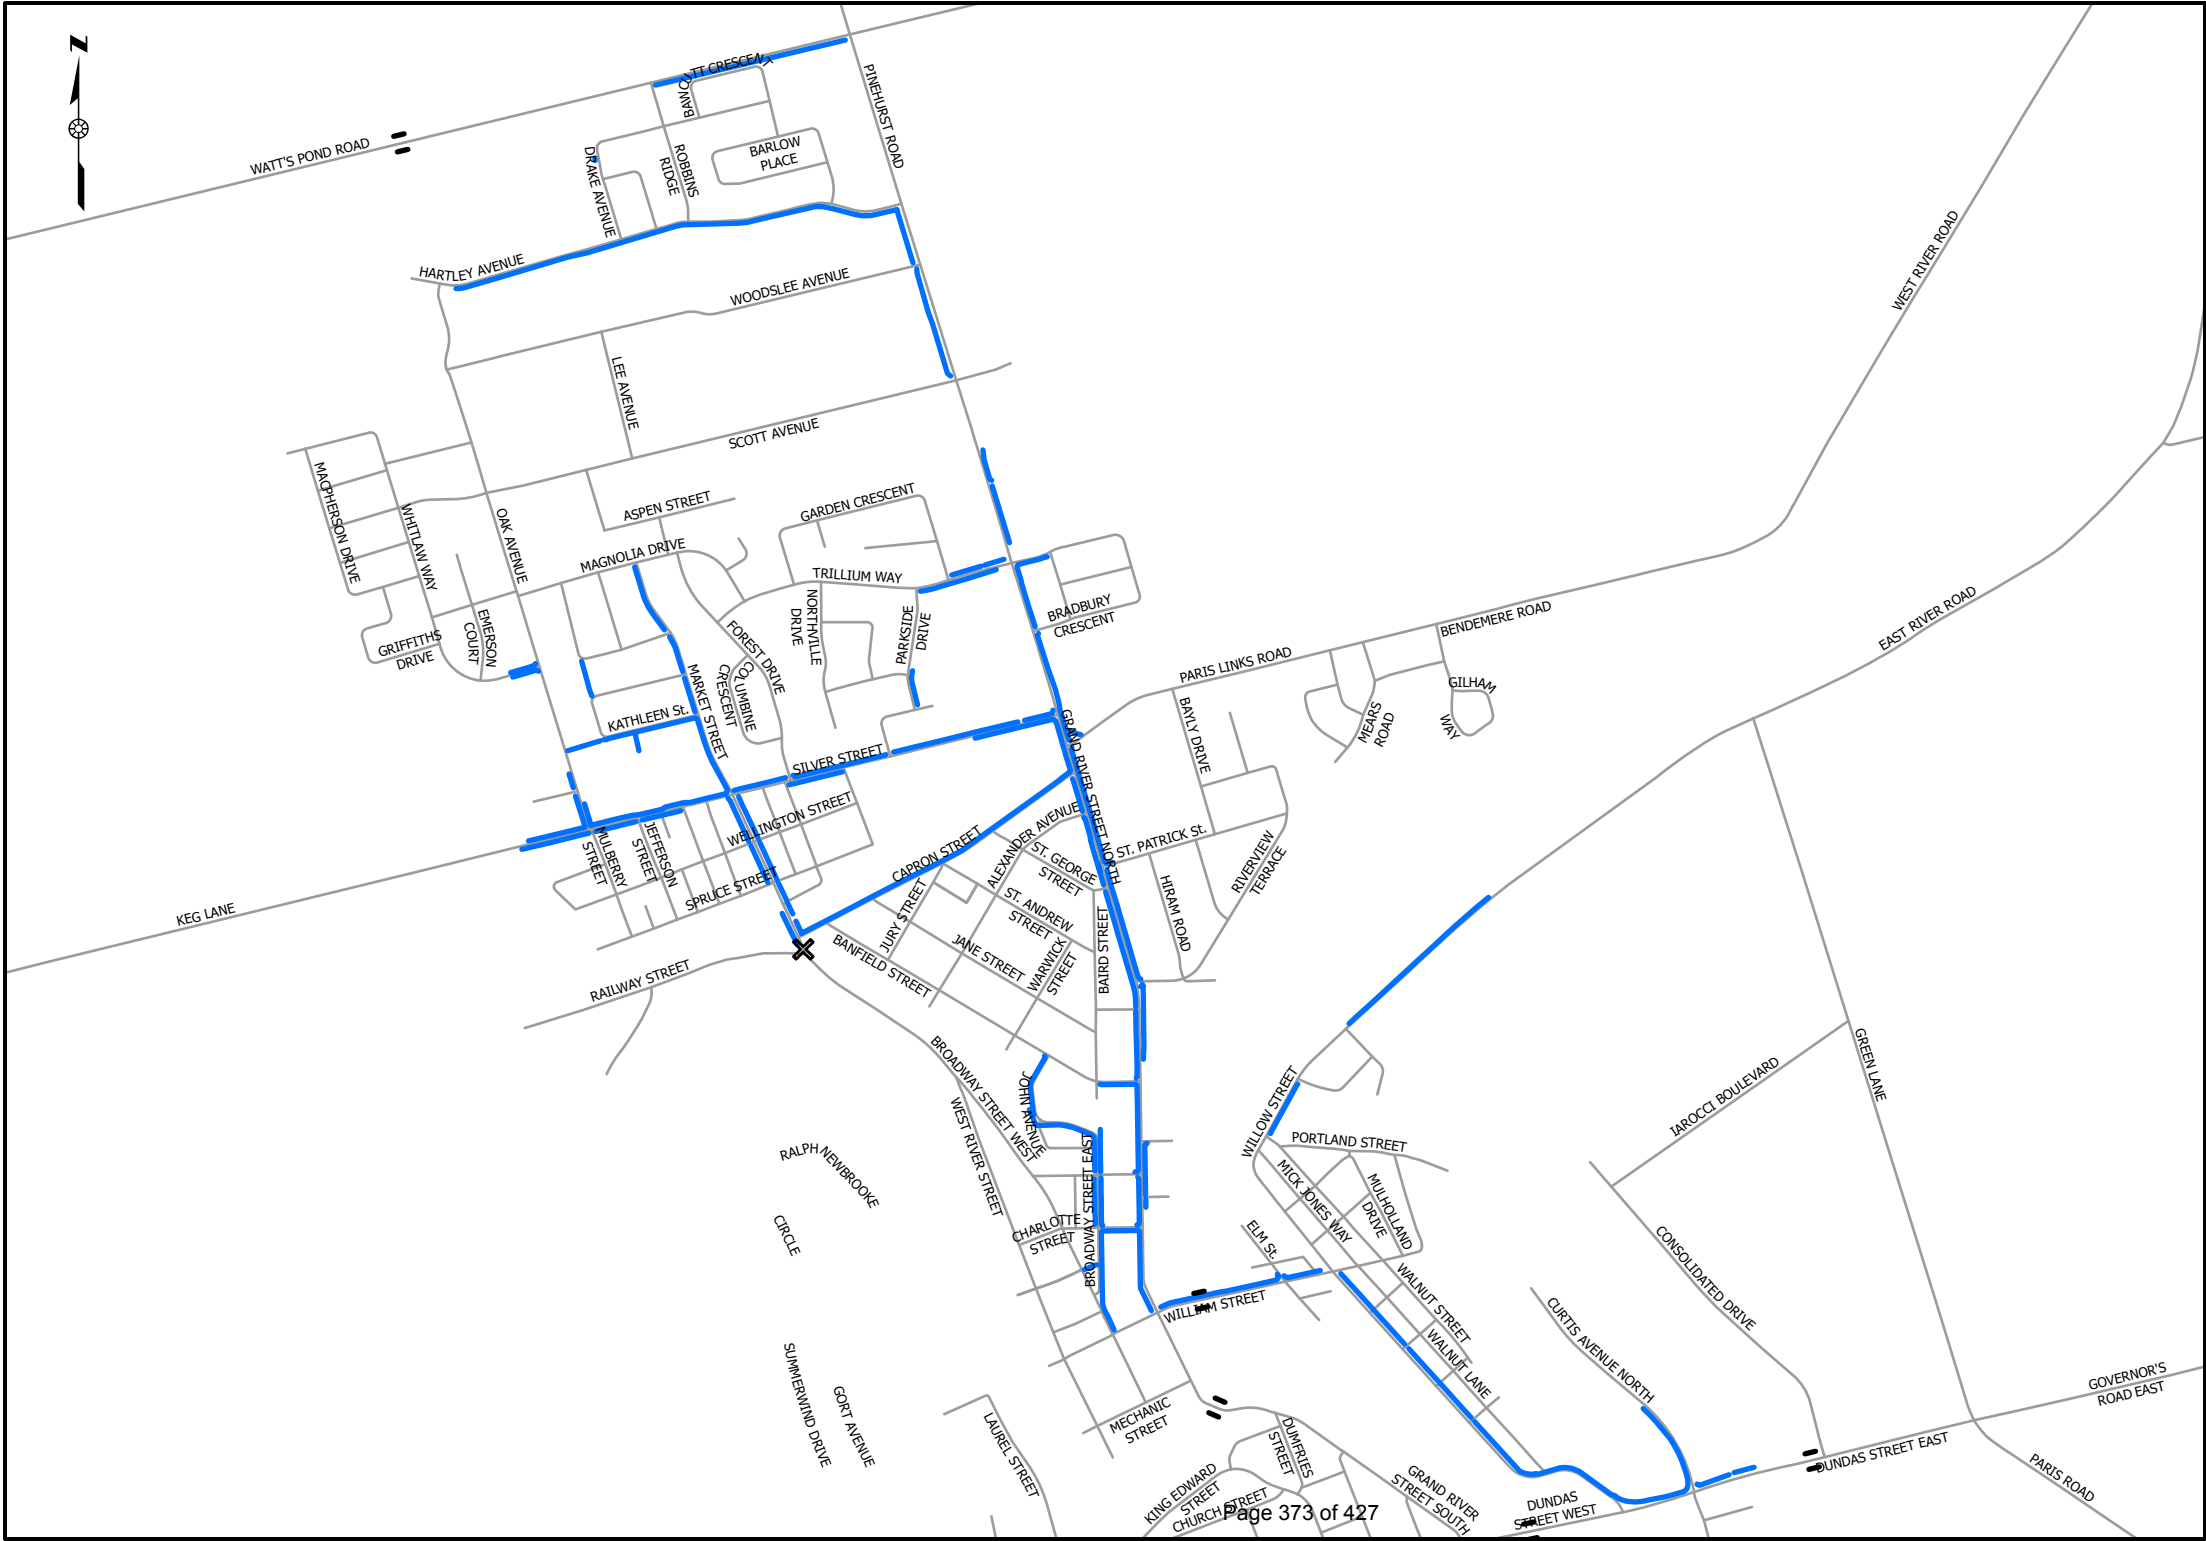 N
BAWCUTT CRESCENT
PINEHURST ROAD
WATT'S POND ROAD
DRAKE AVENUE
ROBBINS
RIDGE
BARLOW
PLACE
HARTLEY AVENUE
WOODSLEE AVENUE
WEST RIVER ROAD
LEE AVENUE
SCOTT AVENUE
MACPHERSON DRIVE
WHITLAW WAY
OAK AVENUE
ASPEN STREET
GARDEN CRESCENT
MAGNOLIA DRIVE
TRILLIUM WAY
NORTHVILLE
DRIVE
PARKSIDE
DRIVE
BRADBURY
CRESCENT
GRIFFITHS
DRIVE
EMERSON
COURT
FOREST DRIVE
COLUMBINE
CRESCENT
MARKET STREET
KATHLEEN St.
SILVER STREET
PARIS LINKS ROAD
BENDEMERE ROAD
EAST RIVER ROAD
GILHAM
WAY
MEARS
ROAD
BAYLY DRIVE
GRAND RIVER STREET NORTH
WELLINGTON STREET
MULBERRY
STREET
JEFFERSON
STREET
SPRUCE STREET
CAPRON STREET
ALEXANDER AVENUE
ST. GEORGE
STREET
ST. PATRICK St.
RIVERVIEW
TERRACE
HIRAM ROAD
KEG LANE
RAILWAY STREET
JURY STREET
ST. ANDREW
STREET
BANFIELD STREET
JANE STREET
WARWICK
STREET
BAIRD STREET
BROADWAY STREET WEST
JOHN AVENUE
WEST RIVER STREET
BROADWAY STREET EAST
CHARLOTTE
STREET
RALPH NEWBROOKE
CIRCLE
WILLOW STREET
PORTLAND STREET
MICK JONES WAY
MULHOLLAND
DRIVE
ELM St.
WILLIAM STREET
WALNUT STREET
WALNUT LANE
IAROCCI BOULEVARD
GREEN LANE
CONSOLIDATED DRIVE
CURTIS AVENUE NORTH
SUMMERWIND DRIVE
GORT AVENUE
LAUREL STREET
MECHANIC
STREET
DUMFRIES
STREET
KING EDWARD
STREET
CHURCH STREET
GRAND RIVER
STREET SOUTH
DUNDAS
STREET WEST
DUNDAS STREET EAST
GOVERNOR'S
ROAD EAST
PARIS ROAD
Page 373 of 427